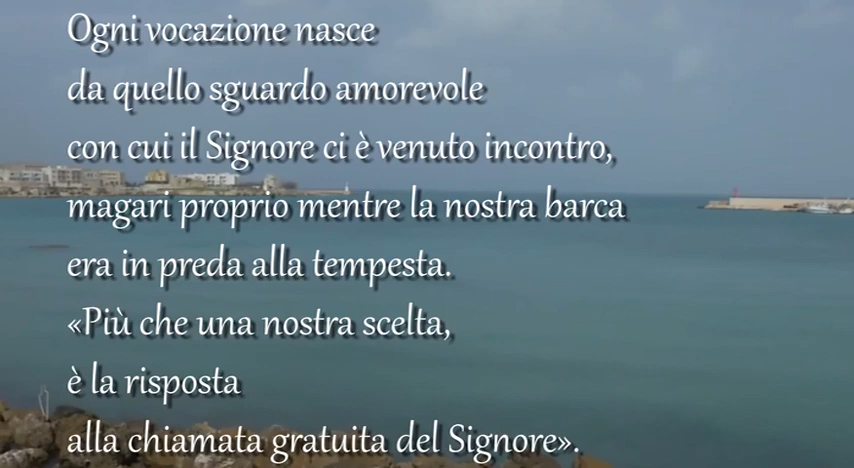 Ogni vocazione nasce
da quello sguardo amorevole
con cui il Signore ci è venuto incontro,
magari proprio mentre la nostra barca
era in preda alla tempesta.
«Più che una nostra scelta,
è la risposta
alla chiamata gratuita del Signore».